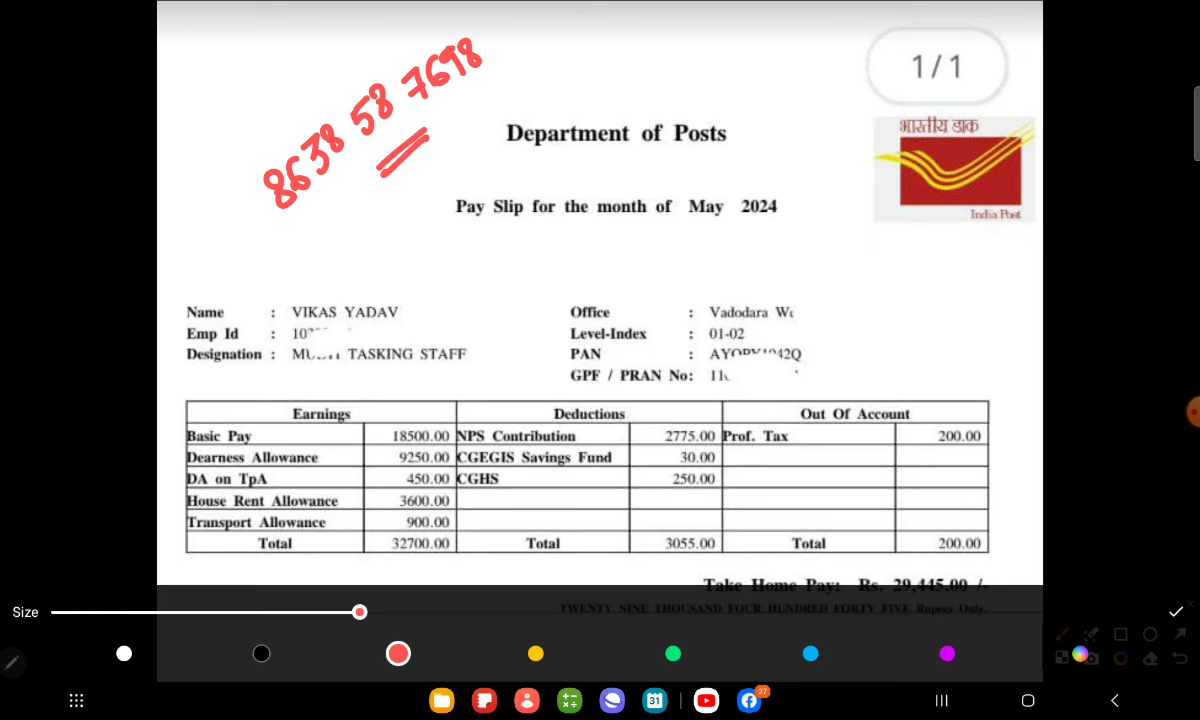 8638 58 7698
1/1
भारतीय डाक
India Post
Department of Posts
Pay Slip for the month of May 2024
Name : VIKAS YADAV Office : Vadodara
Emp Id : Level-Index : 01-02
Designation : TASKING STAFF PAN :
GPF / PRAN No:
Earnings Deductions Out Of Account
Basic Pay 18500.00 NPS Contribution 2775.00 Prof. Tax 200.00
Dearness Allowance 9250.00 CGEGIS Savings Fund 30.00
DA on TpA 450.00 CGHS 250.00
House Rent Allowance 3600.00
Transport Allowance 900.00
Total 32700.00 Total 3055.00 Total 200.00
Take Home Pay: Rs. 29,445.00 /-
TWENTY NINE THOUSAND FOUR HUNDRED FORTY FIVE Rupees Only.
Size
31
27